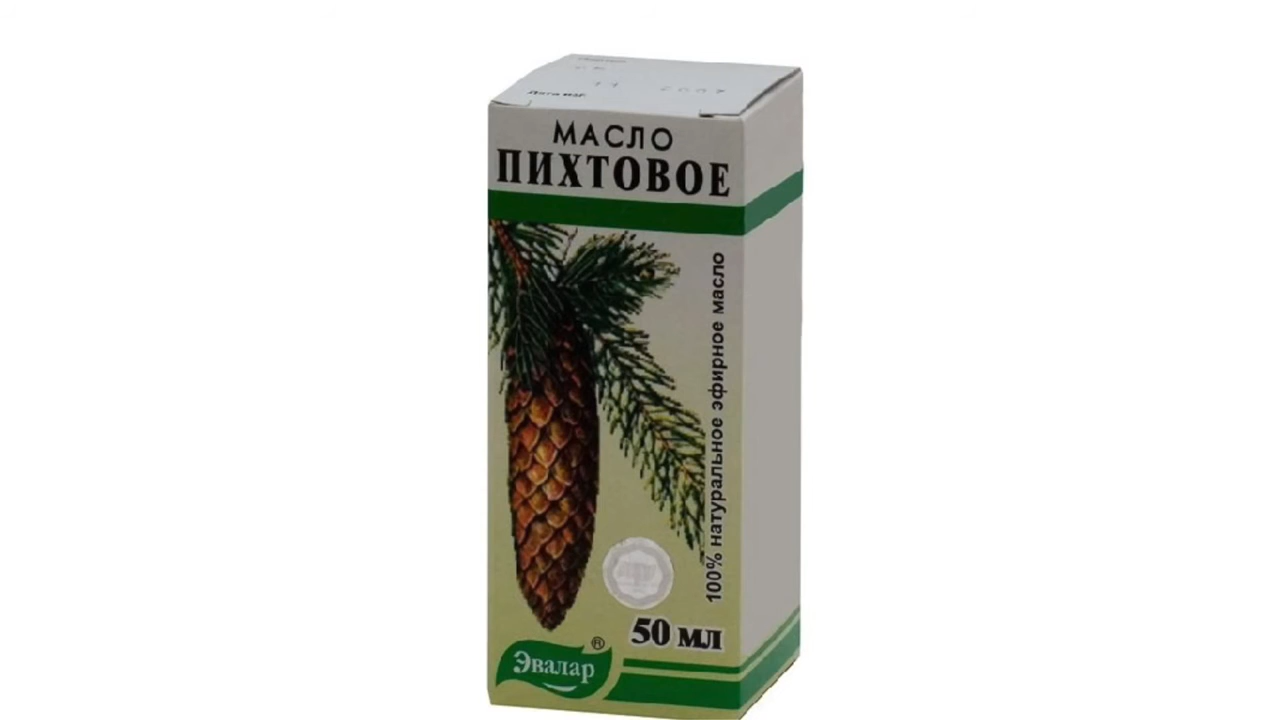 МАСЛО
ПИХТОВОЕ
100% натуральное эфирное масло
50 мл
Эвалар®